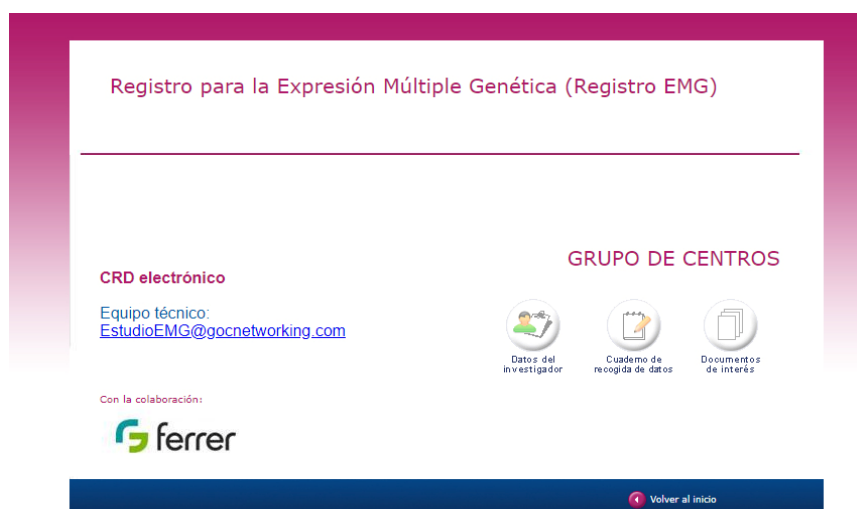 Registro para la Expresión Múltiple Genética (Registro EMG)
GRUPO DE CENTROS
CRD electrónico
Equipo técnico:
EstudioEMG@gocnetworking.com
Datos del
investigador
Cuaderno de
recogida de datos
Documentos
de interés
Con la colaboración:
ferrer
Volver al inicio